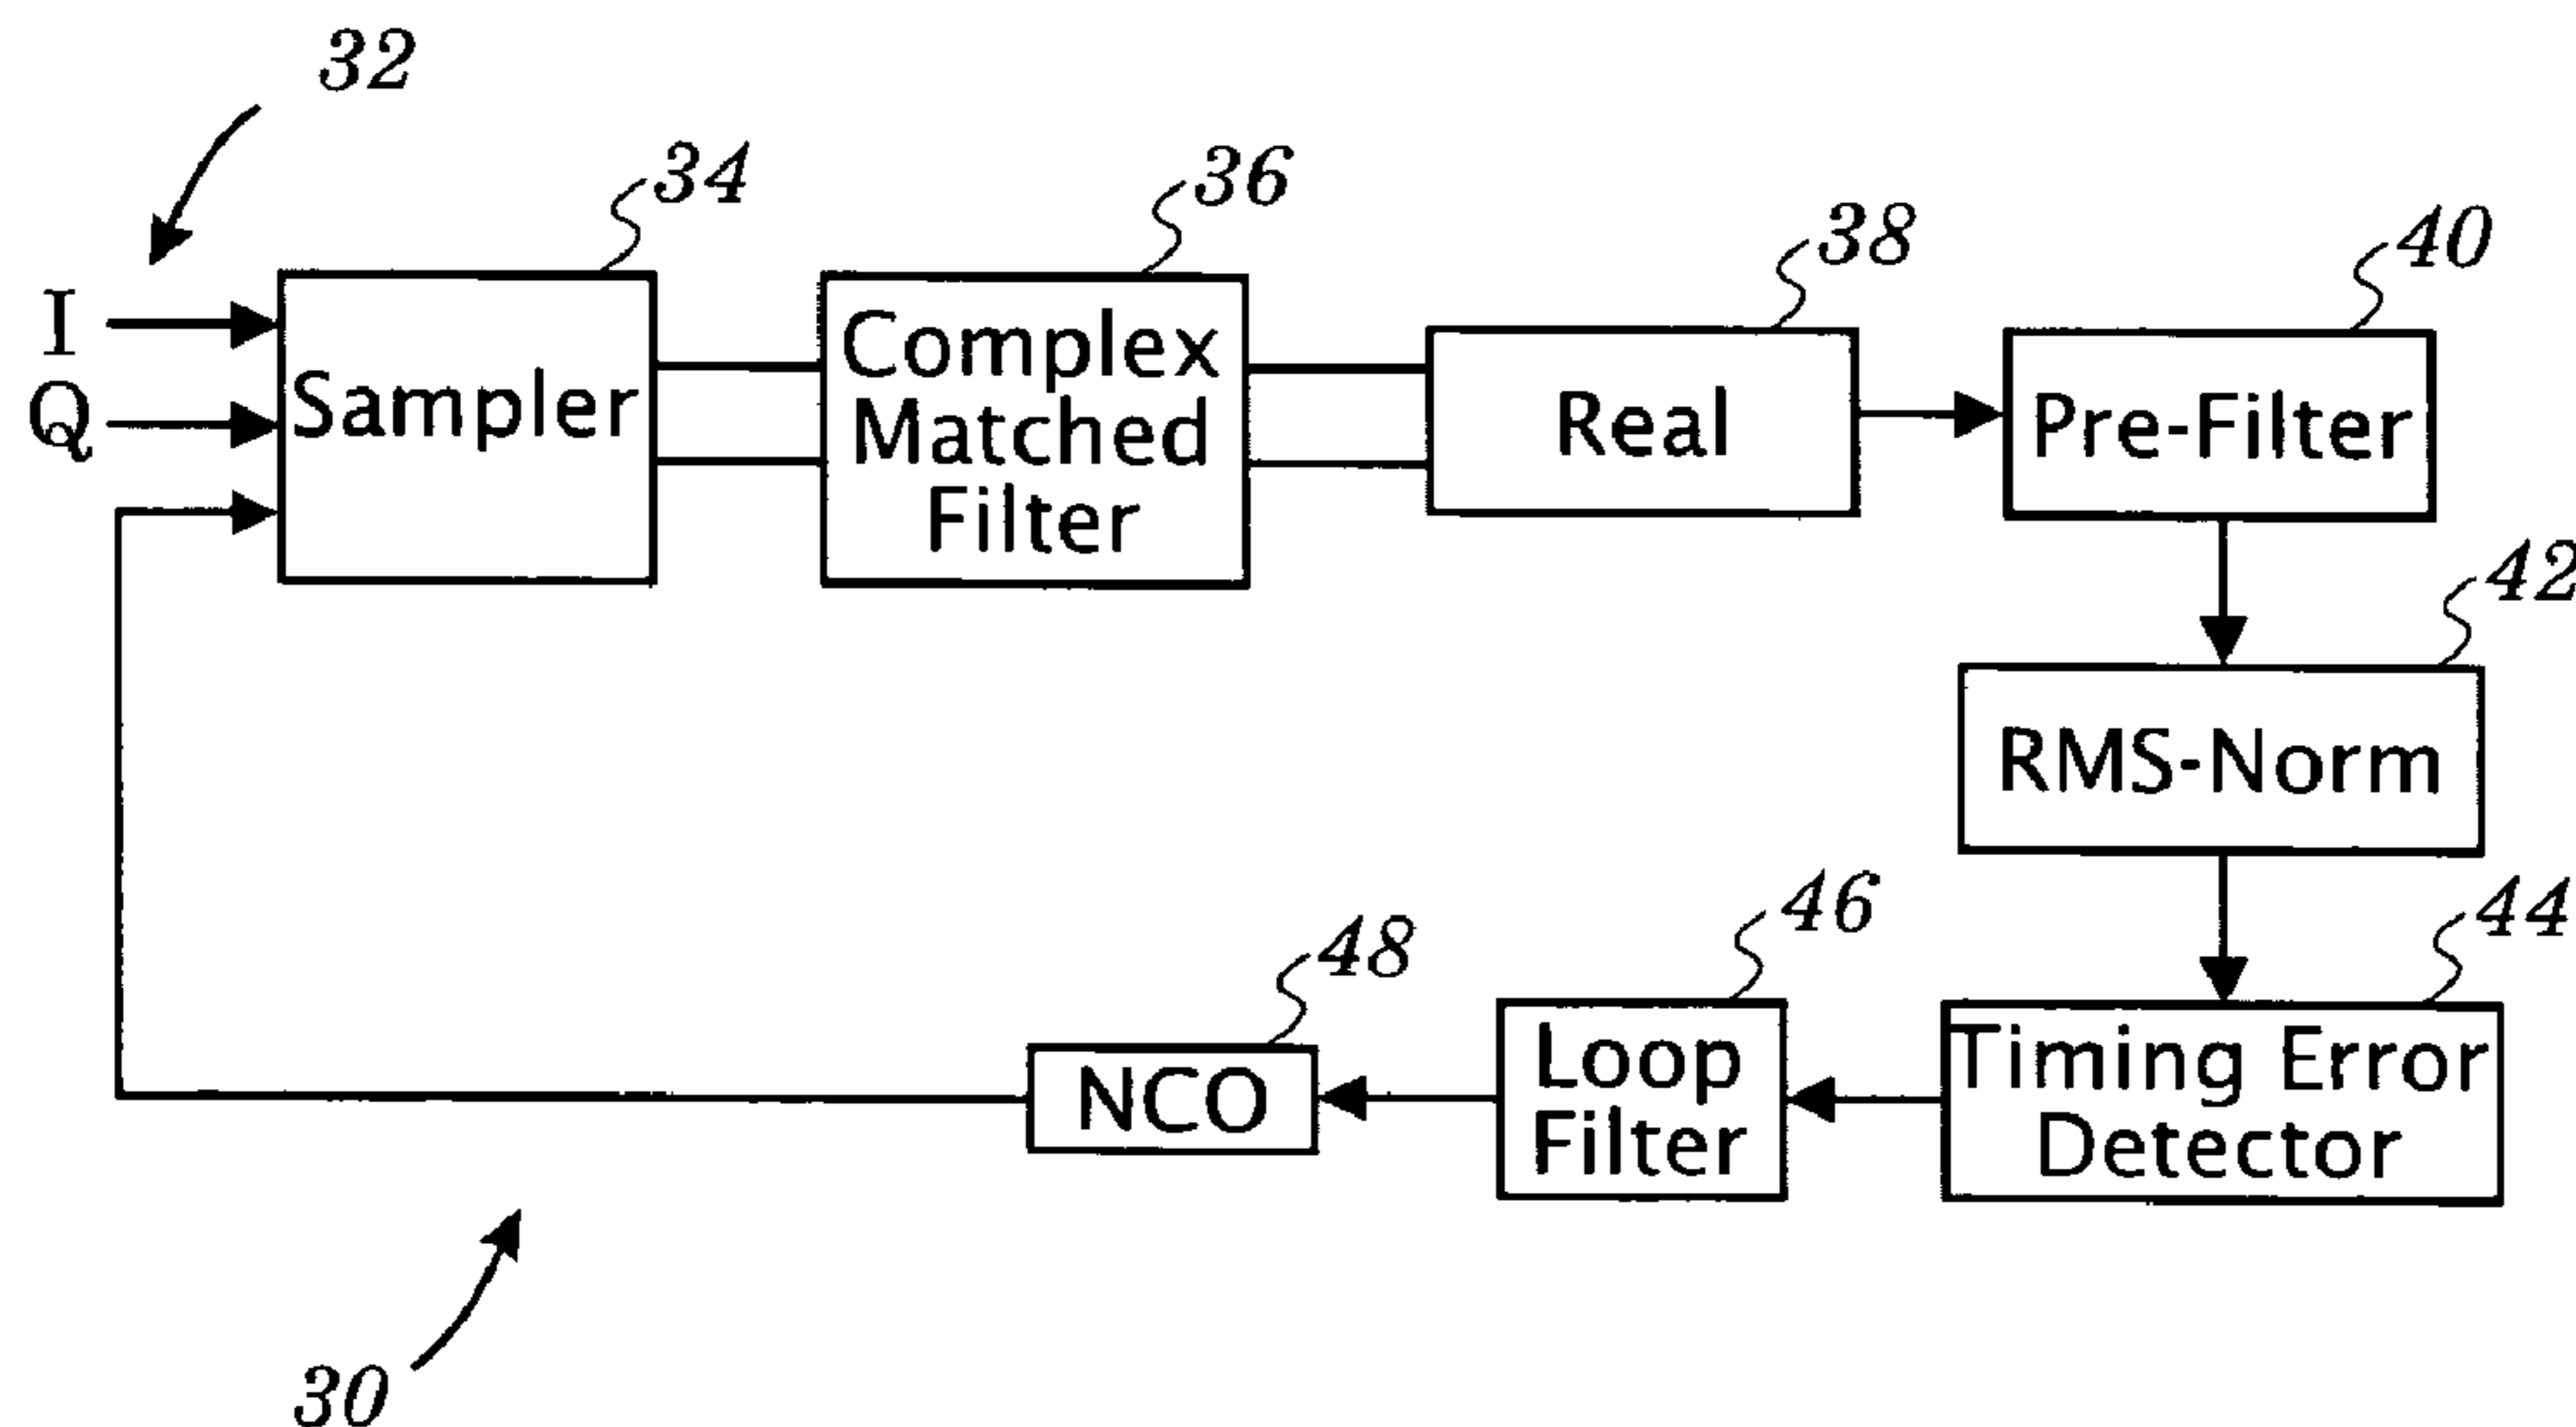 32
34
36
38
40
I
Q
Sampler
Complex
Matched
Filter
Real
Pre-Filter
42
RMS-Norm
44
46
48
Timing Error
Detector
Loop
Filter
NCO
30